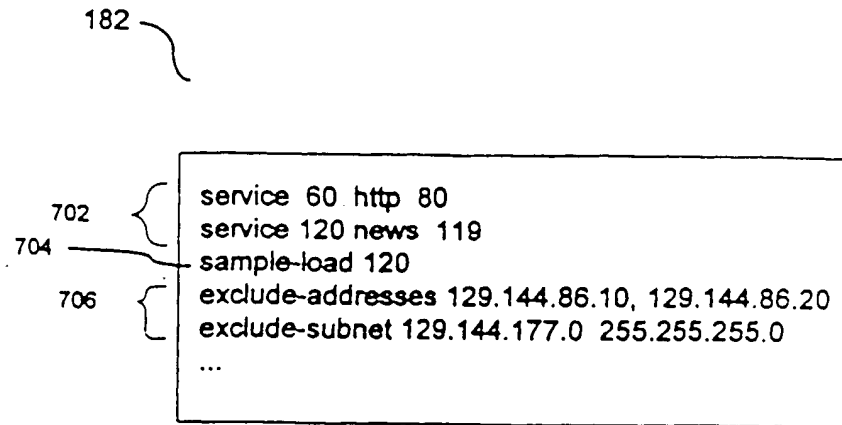 182
702
704
706
service 60 http 80
service 120 news 119
sample-load 120
exclude-addresses 129.144.86.10, 129.144.86.20
exclude-subnet 129.144.177.0 255.255.255.0
...